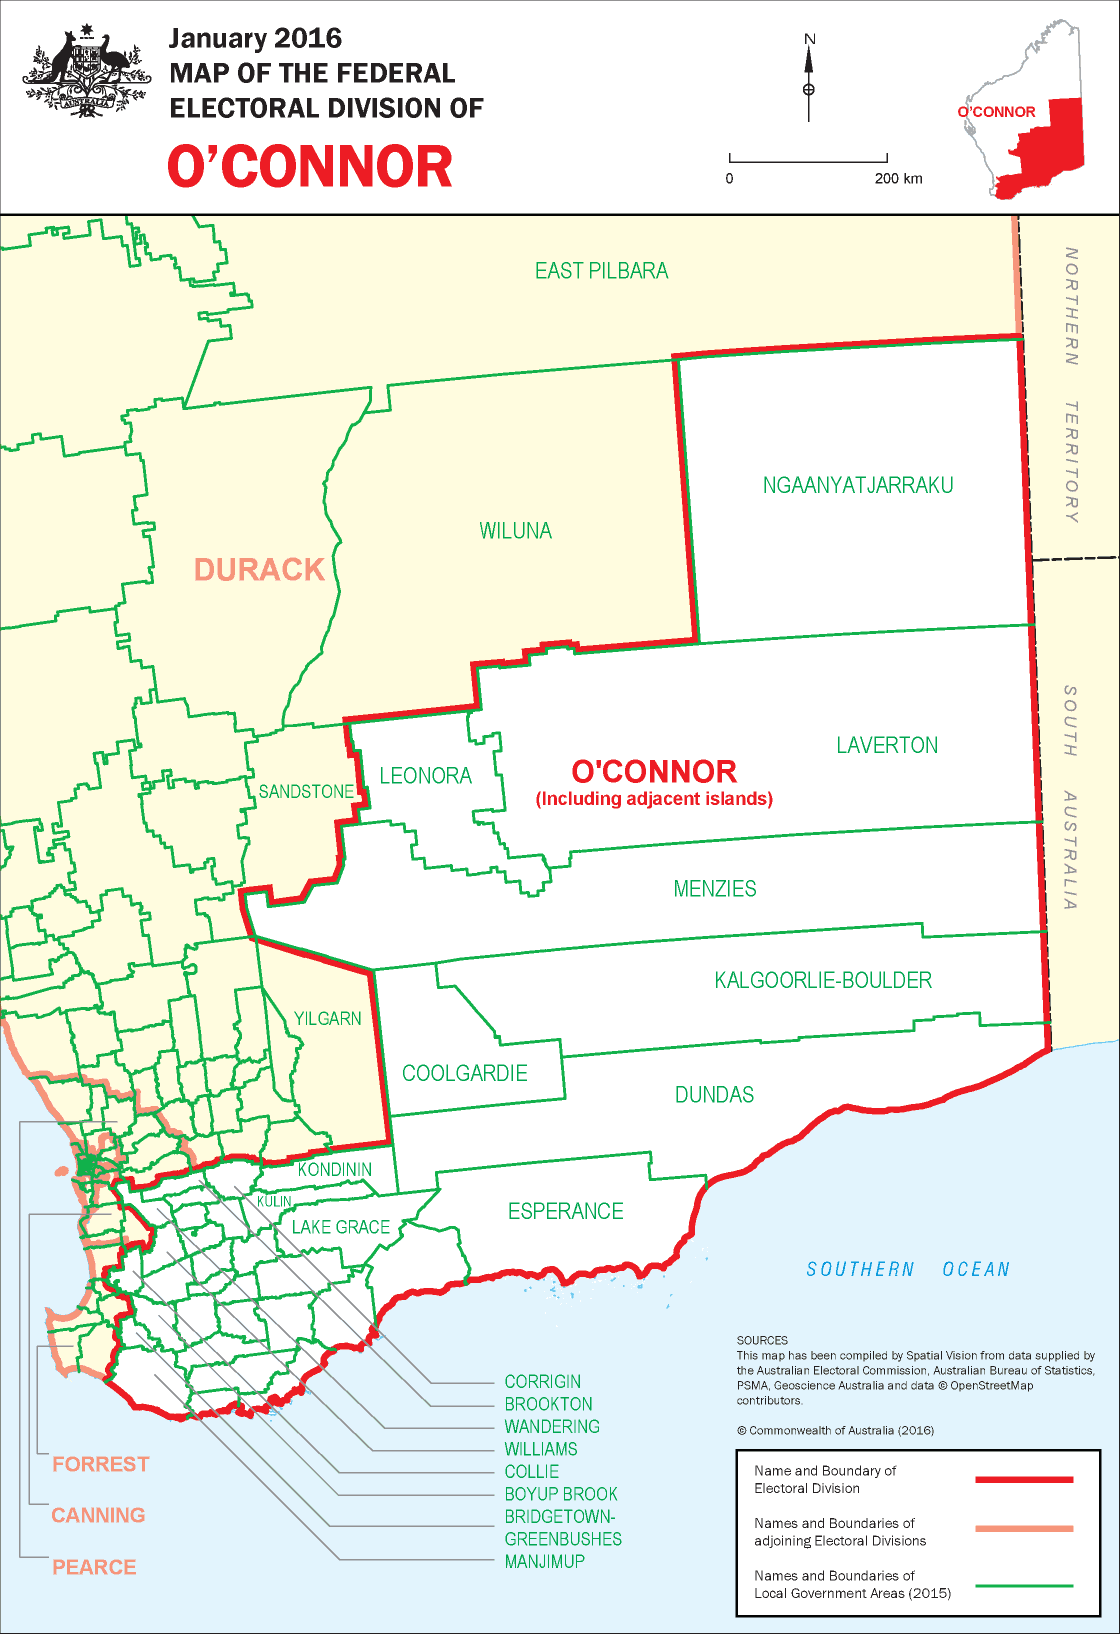 January 2016
MAP OF THE FEDERAL
ELECTORAL DIVISION OF
O'CONNOR
AUSTRALIA
N
0
200 km
O'CONNOR
EAST PILBARA
NORTHERN TERRITORY
NGAANYATJARRAKU
WILUNA
DURACK
SOUTH AUSTRALIA
LAVERTON
LEONORA
O'CONNOR
(Including adjacent islands)
SANDSTONE
MENZIES
KALGOORLIE-BOULDER
YILGARN
COOLGARDIE
DUNDAS
KONDININ
KULIN
LAKE GRACE
ESPERANCE
SOUTHERN OCEAN
CORRIGIN
BROOKTON
WANDERING
WILLIAMS
COLLIE
BOYUP BROOK
BRIDGETOWN-
GREENBUSHES
MANJIMUP
FORREST
CANNING
PEARCE
SOURCES
This map has been compiled by Spatial Vision from data supplied by
the Australian Electoral Commission, Australian Bureau of Statistics,
PSMA, Geoscience Australia and data © OpenStreetMap
contributors.
© Commonwealth of Australia (2016)
Name and Boundary of
Electoral Division
Names and Boundaries of
adjoining Electoral Divisions
Names and Boundaries of
Local Government Areas (2015)